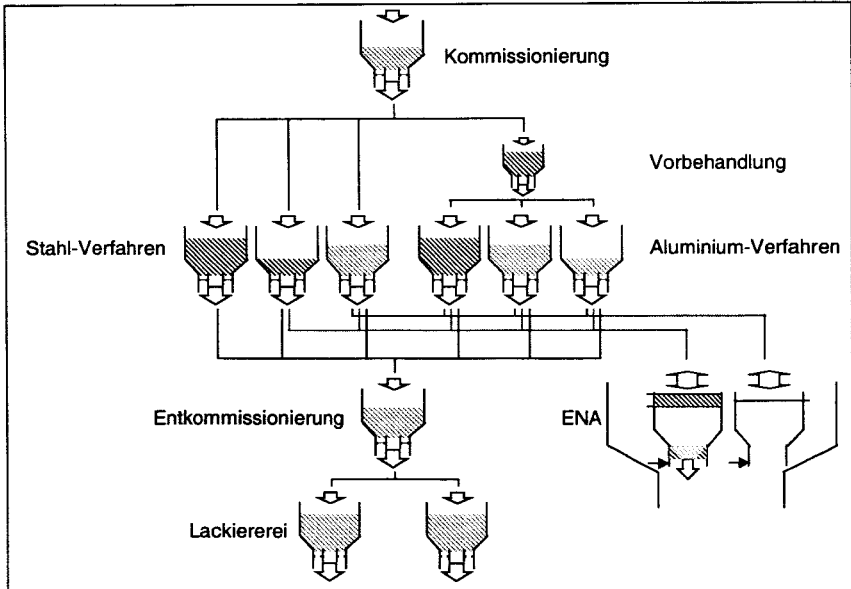 Kommissionierung
Vorbehandlung
Stahl-Verfahren
Aluminium-Verfahren
Entkommissionierung
ENA
Lackiererei